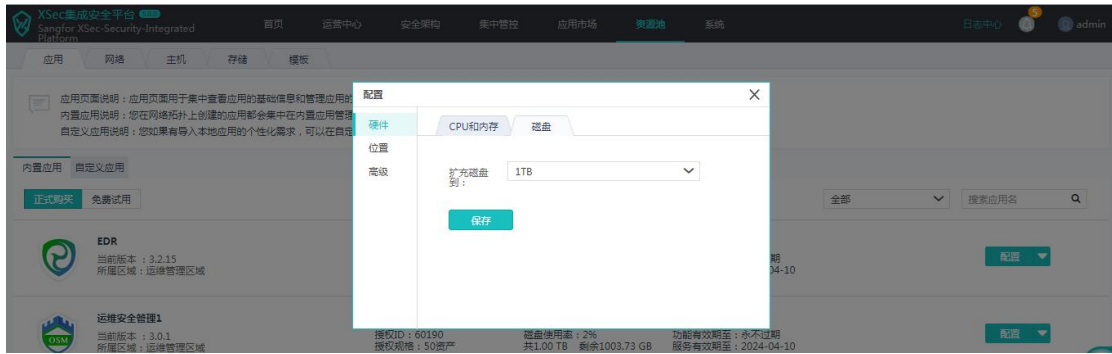 XSec集成安全平台
Sangfor XSec-Security-Integrated Platform
首页 运营中心 安全架构 集中管控 应用市场 资源池 系统 日志中心 5 admin
应用 网络 主机 存储 模板
应用页面说明：应用页面用于集中查看应用的基础信息和管理应用的
内置应用说明：您在网络拓扑上创建的应用都会集中在内置应用管理
自定义应用说明：您如果有导入本地应用的个性化需求，可以在自定
配置
硬件
位置
高级
CPU和内存 磁盘
扩充磁盘到： 1TB
保存
内置应用 自定义应用
正式购买 免费试用 全部 搜索应用名
EDR
当前版本：3.2.15
所属区域：运维管理区域
期
04-10
配置
OSM
运维安全管理1
当前版本：3.0.1
所属区域：运维管理区域
授权ID：60190
授权规格：50资产
磁盘使用率：2%
共1.00 TB 剩余1003.73 GB
功能有效期至：永不过期
服务有效期至：2024-04-10
配置